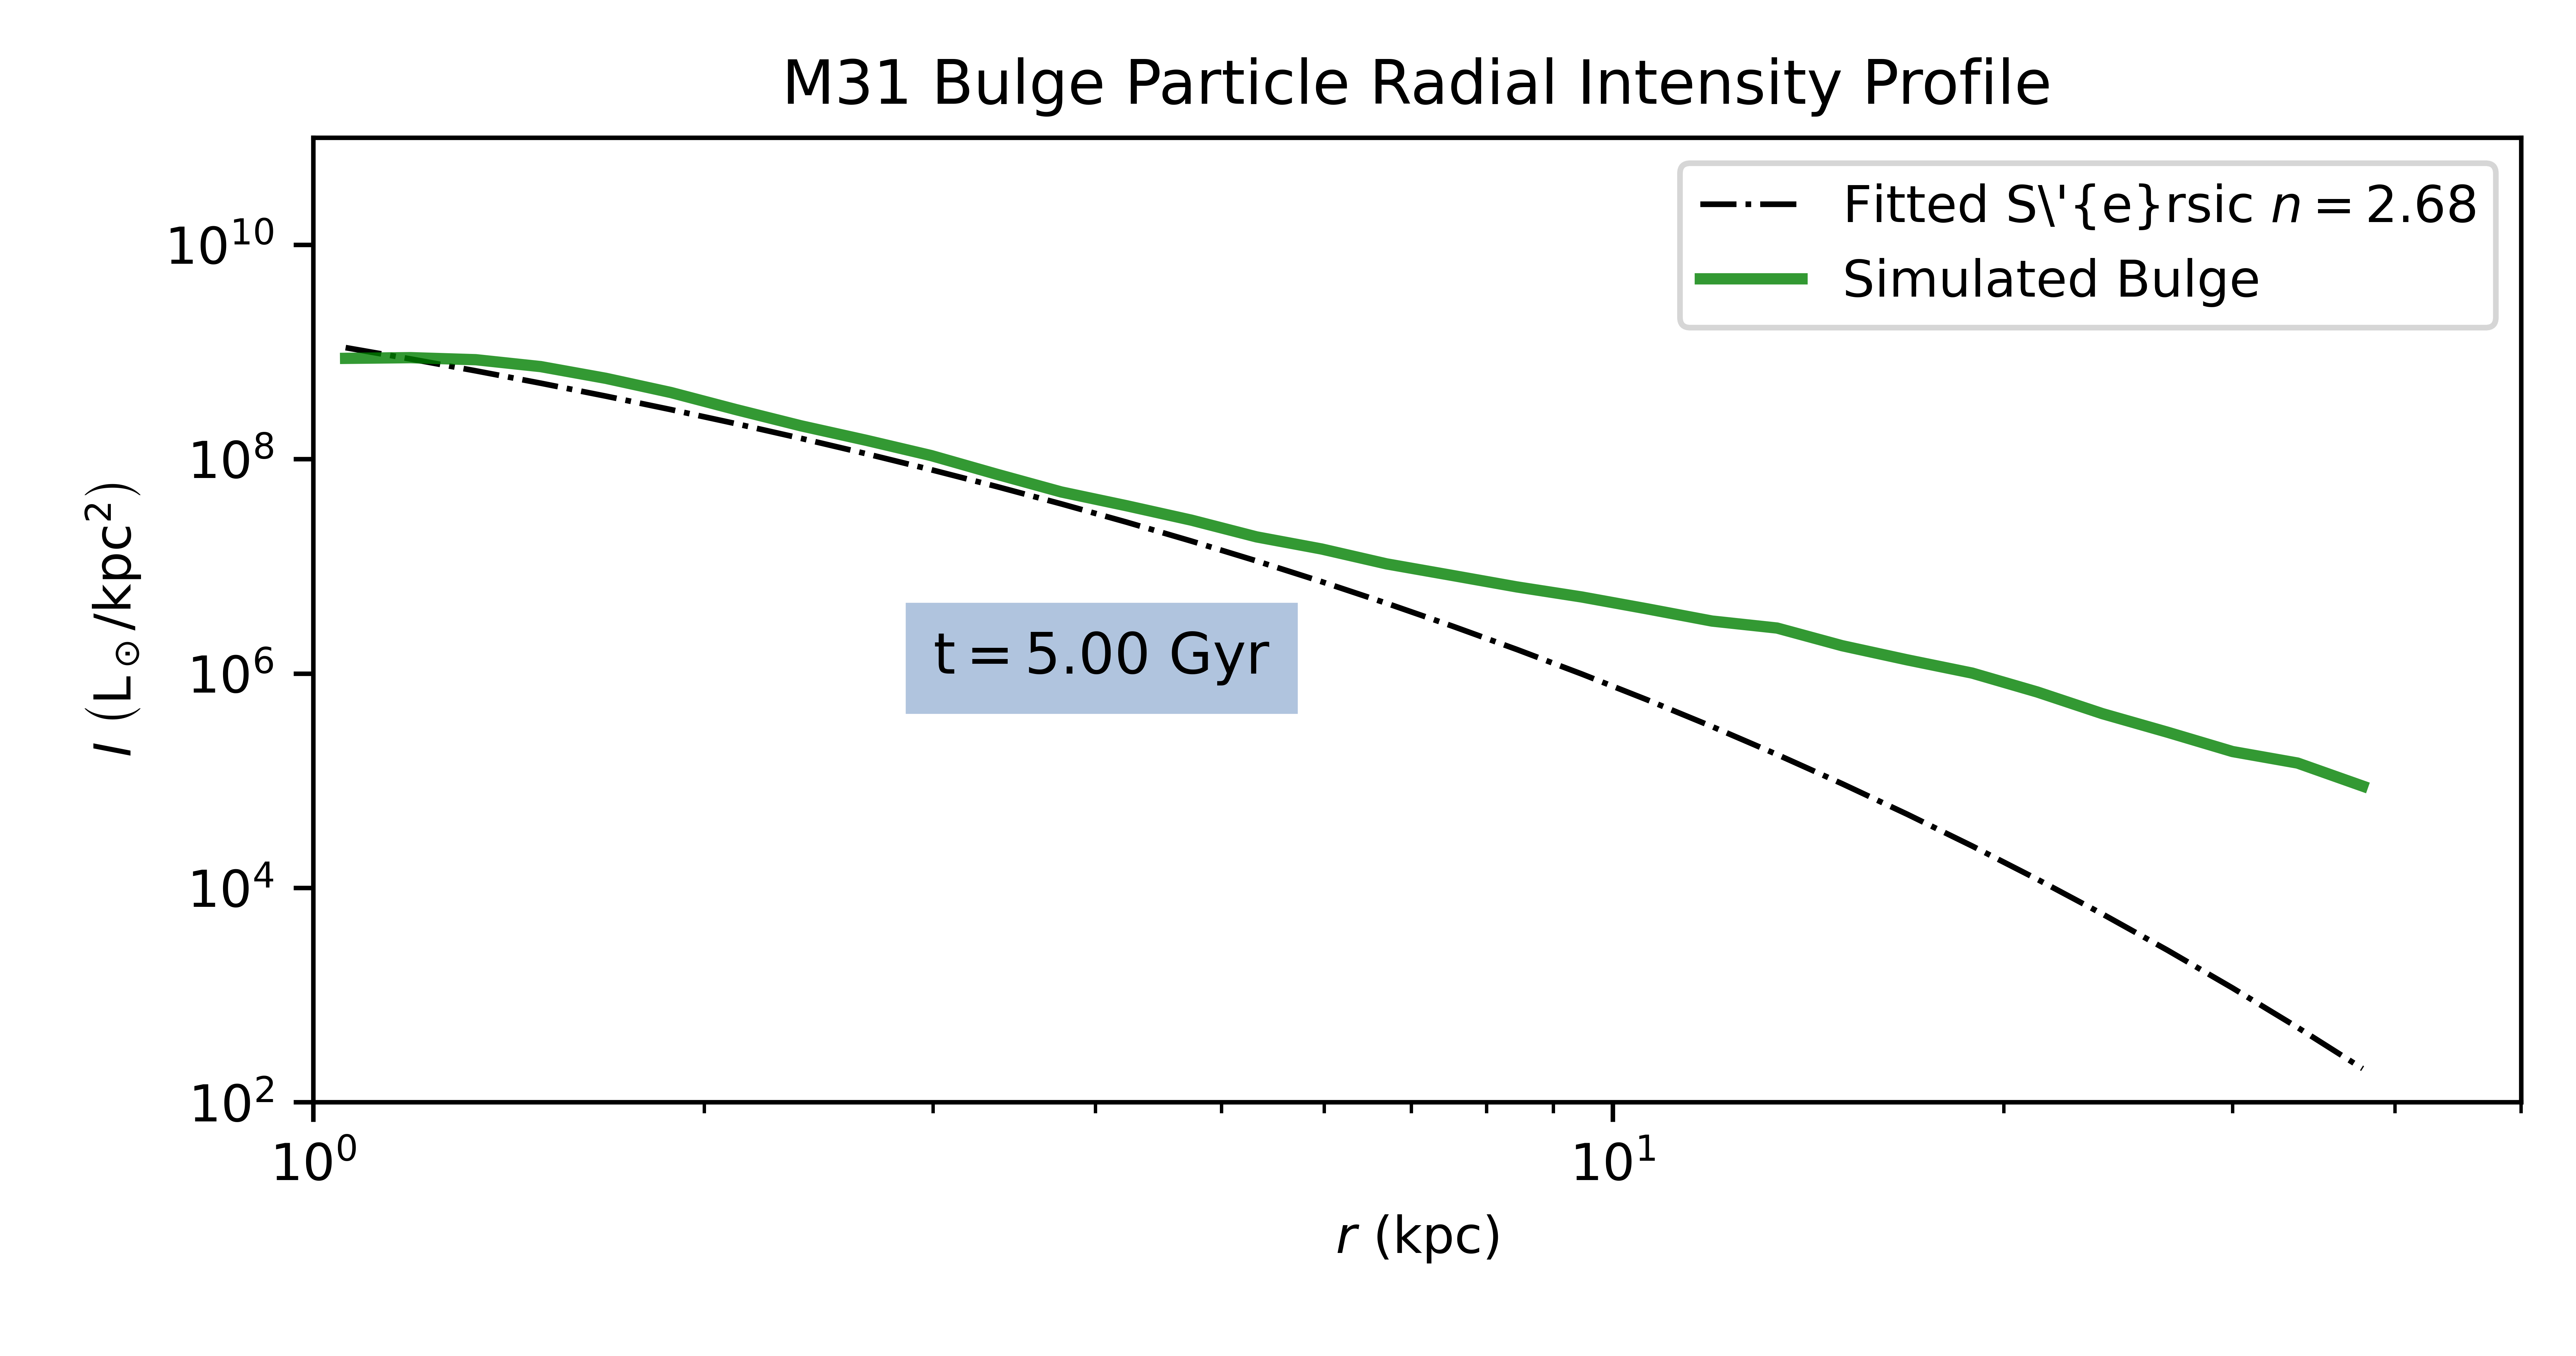 M31 Bulge Particle Radial Intensity Profile
Fitted S\'{e}rsic n = 2.68
Simulated Bulge
t = 5.00 Gyr
I (L⊙/kpc²)
10¹⁰
10⁸
10⁶
10⁴
10²
10⁰
10¹
r (kpc)